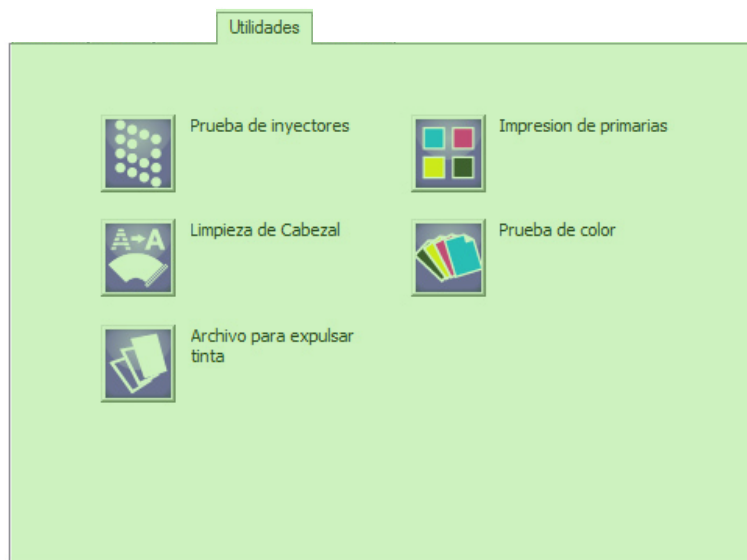 Utilidades
Prueba de inyectores
Impresion de primarias
A→A
Limpieza de Cabezal
Prueba de color
Archivo para expulsar
tinta